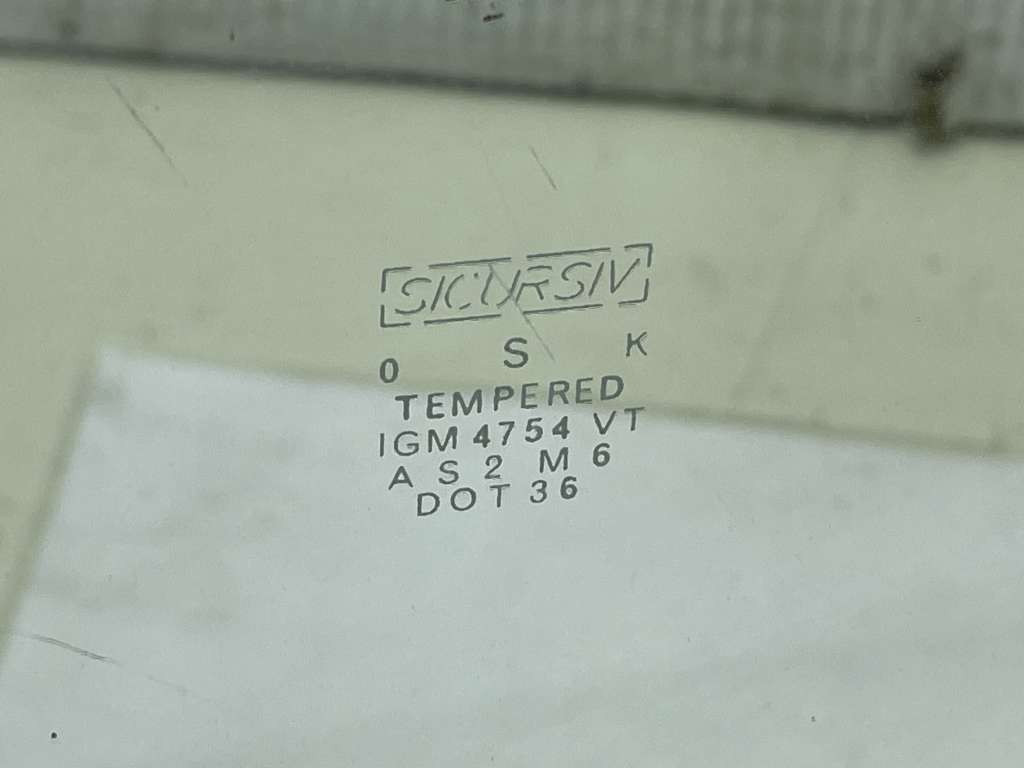 SICURSIV
0 S K
TEMPERED
IGM 4754 VT
A S 2 M 6
DOT 36